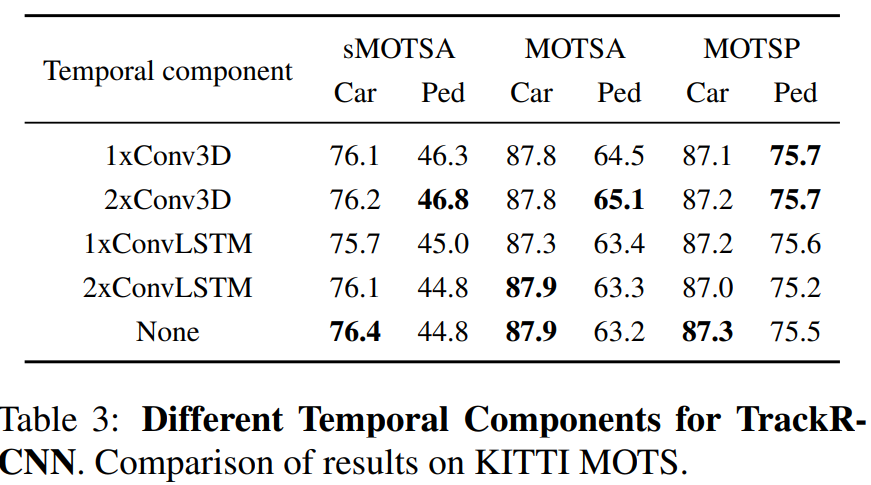 Temporal component sMOTSA MOTSA MOTSP
Car Ped Car Ped Car Ped
1xConv3D 76.1 46.3 87.8 64.5 87.1 75.7
2xConv3D 76.2 46.8 87.8 65.1 87.2 75.7
1xConvLSTM 75.7 45.0 87.3 63.4 87.2 75.6
2xConvLSTM 76.1 44.8 87.9 63.3 87.0 75.2
None 76.4 44.8 87.9 63.2 87.3 75.5
Table 3: Different Temporal Components for TrackR-
CNN. Comparison of results on KITTI MOTS.